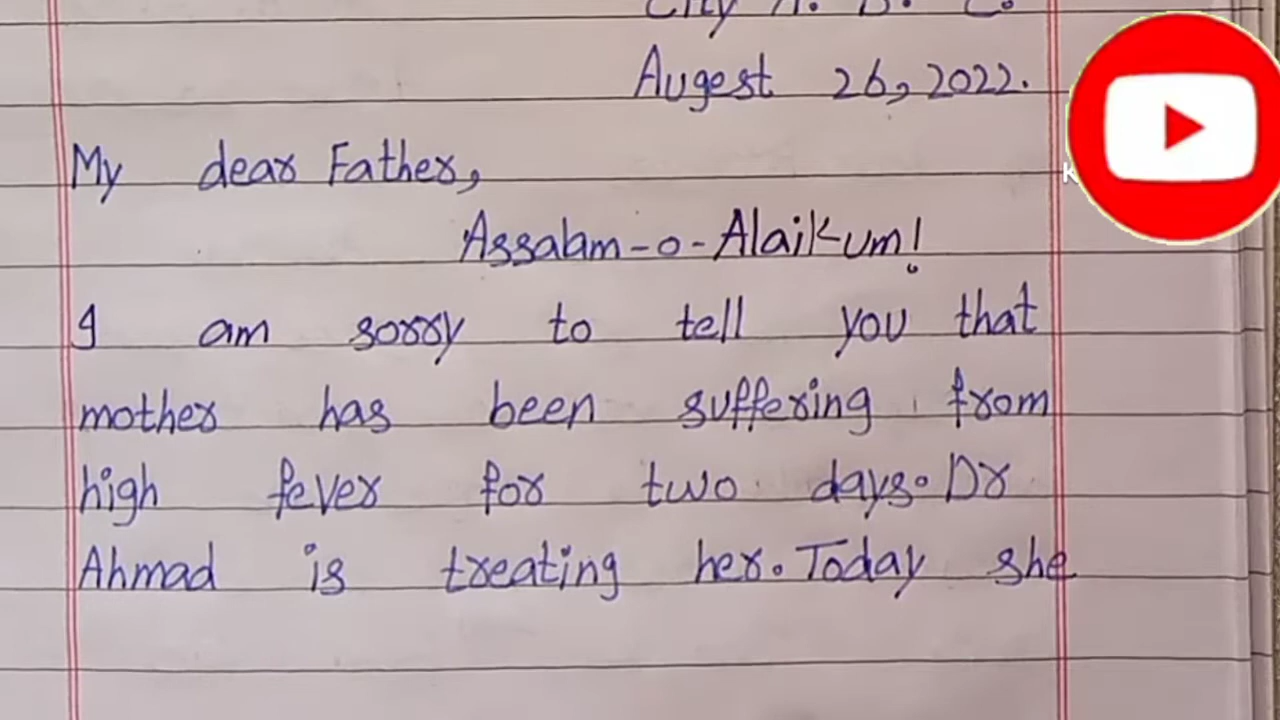 City A. B. C.
Augest 26, 2022.
My dear Father,
Assalam-o-Alaikum!
I am sorry to tell you that
mother has been suffering from
high fever for two days. Dr
Ahmad is treating her. Today she